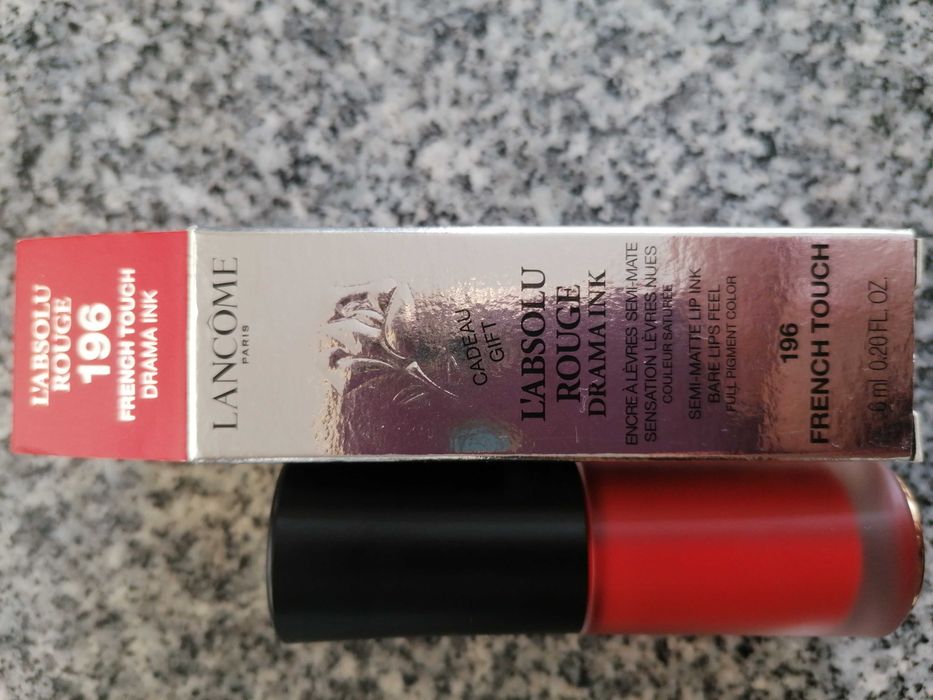 L'ABSOLU
ROUGE
196
FRENCH TOUCH
DRAMA INK
LANCÔME
PARIS
CADEAU
GIFT
L'ABSOLU
ROUGE
DRAMA INK
ENCRE À LÈVRES SEMI-MATE
SENSATION LÈVRES NUES
COULEUR SATURÉE
SEMI-MATTE LIP INK
BARE LIPS FEEL
FULL PIGMENT COLOR
196
FRENCH TOUCH
6 ml 0.20 FL. OZ.